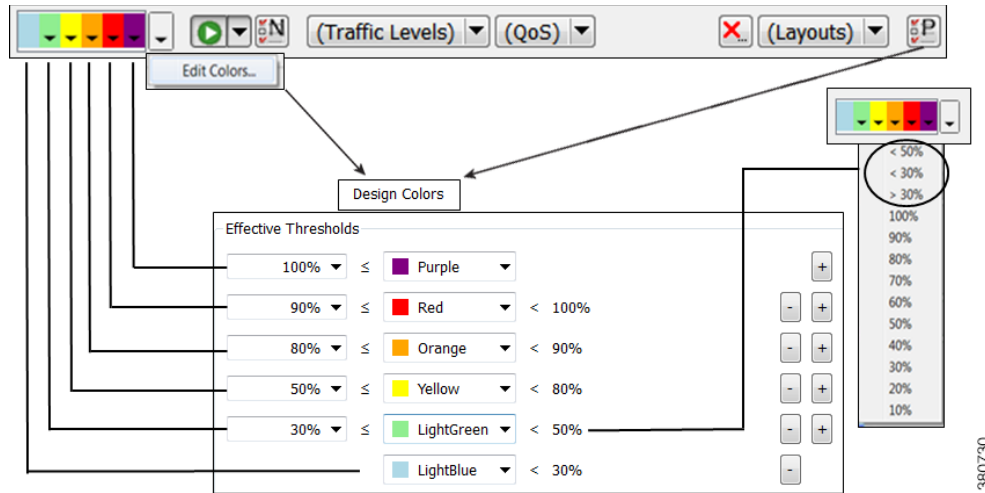 N (Traffic Levels) (QoS) (Layouts) P
Edit Colors...
Design Colors
Effective Thresholds
100% ≤ Purple +
90% ≤ Red < 100% - +
80% ≤ Orange < 90% - +
50% ≤ Yellow < 80% - +
30% ≤ LightGreen < 50% - +
LightBlue < 30% -
< 50%
< 30%
> 30%
100%
90%
80%
70%
60%
50%
40%
30%
20%
10%
380730